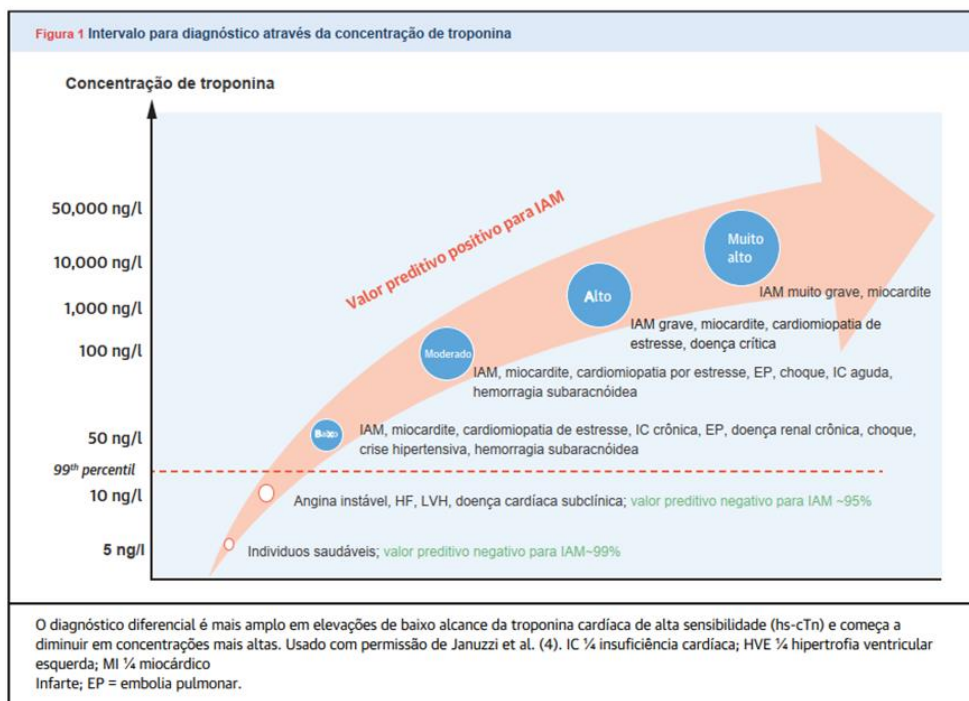 Figura 1 Intervalo para diagnóstico através da concentração de troponina
Concentração de troponina
50,000 ng/l
10,000 ng/l
1,000 ng/l
100 ng/l
50 ng/l
99th percentil
10 ng/l
5 ng/l
Valor preditivo positivo para IAM
Muito
alto
IAM muito grave, miocardite
Alto
IAM grave, miocardite, cardiomiopatia de
estresse, doença crítica
Moderado
IAM, miocardite, cardiomiopatia por estresse, EP, choque, IC aguda,
hemorragia subaracnóidea
Baixo
IAM, miocardite, cardiomiopatia de estresse, IC crônica, EP, doença renal crônica, choque,
crise hipertensiva, hemorragia subaracnóidea
Angina instável, HF, LVH, doença cardíaca subclínica; valor preditivo negativo para IAM ~95%
Individuos saudáveis; valor preditivo negativo para IAM~99%
O diagnóstico diferencial é mais amplo em elevações de baixo alcance da troponina cardíaca de alta sensibilidade (hs-cTn) e começa a
diminuir em concentrações mais altas. Usado com permissão de Januzzi et al. (4). IC ¼ insuficiência cardíaca; HVE ¼ hipertrofia ventricular
esquerda; MI ¼ miocárdico
Infarte; EP = embolia pulmonar.